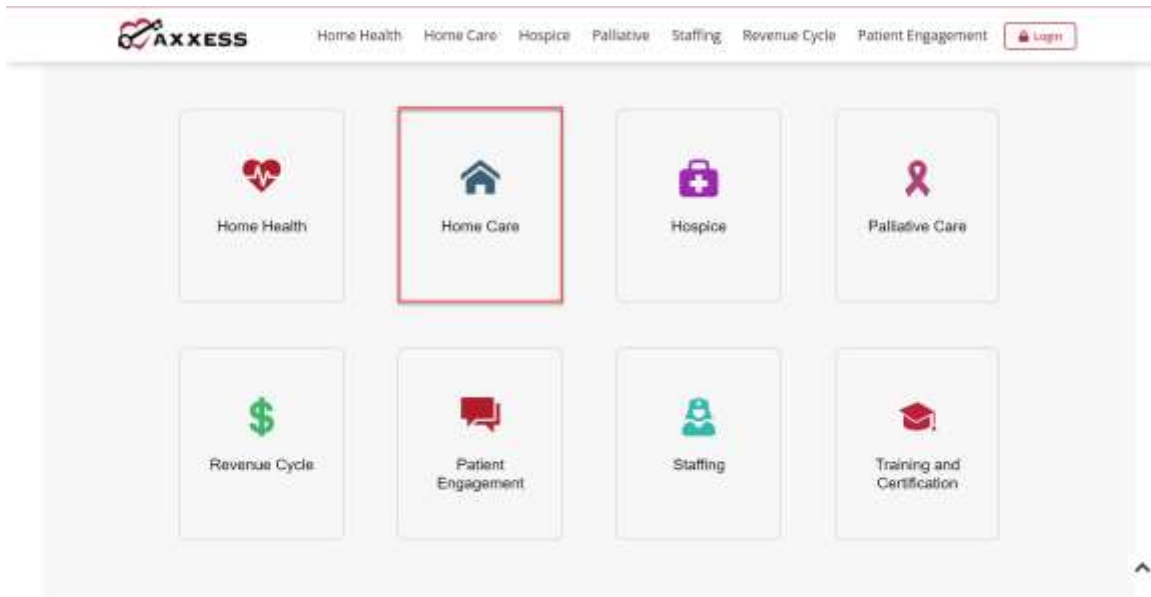 AXXESS Home Health Home Care Hospice Palliative Staffing Revenue Cycle Patient Engagement Login
Home Health Home Care Hospice Palliative Care
Revenue Cycle Patient Staffing Training and
Engagement Certification